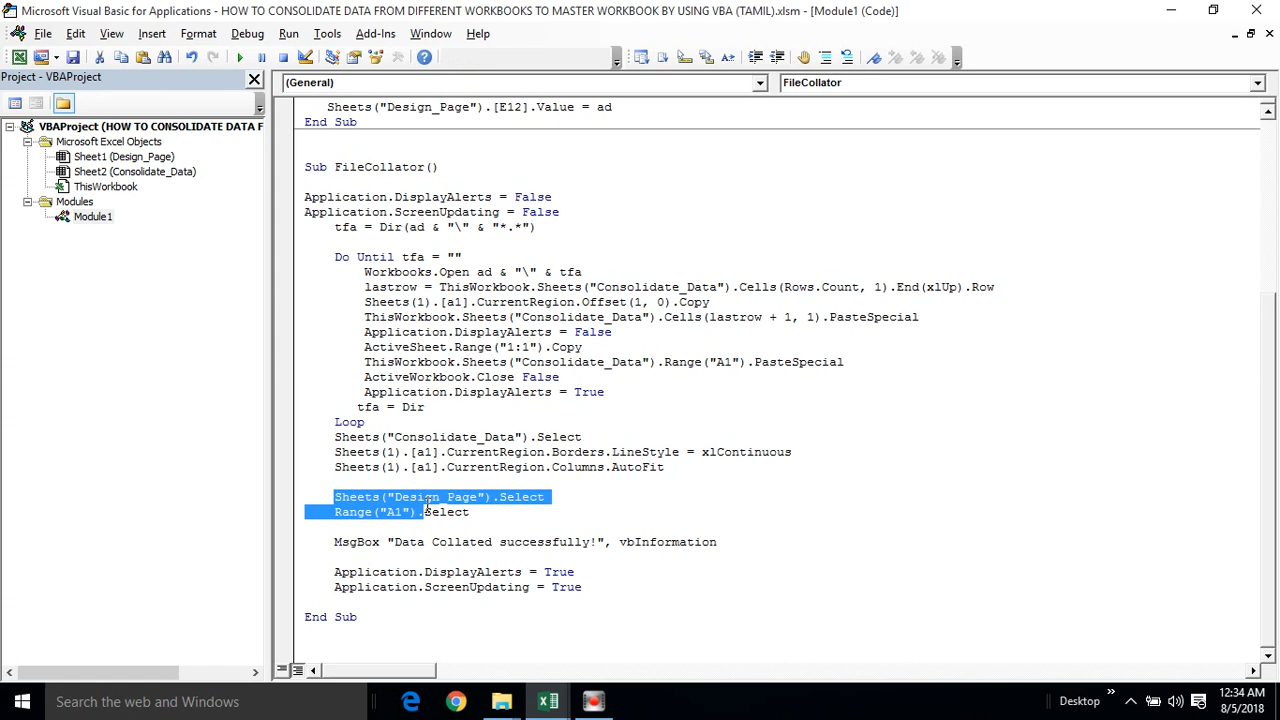 Microsoft Visual Basic for Applications - HOW TO CONSOLIDATE DATA FROM DIFFERENT WORKBOOKS TO MASTER WORKBOOK BY USING VBA (TAMIL).xlsm - [Module1 (Code)]
File Edit View Insert Format Debug Run Tools Add-Ins Window Help
Project - VBAProject
(General) FileCollator
VBAProject (HOW TO CONSOLIDATE DATA F
Microsoft Excel Objects
Sheet1 (Design_Page)
Sheet2 (Consolidate_Data)
ThisWorkbook
Modules
Module1
Sheets("Design_Page").[E12].Value = ad
End Sub
Sub FileCollator()
Application.DisplayAlerts = False
Application.ScreenUpdating = False
tfa = Dir(ad & "\" & "*.*")
Do Until tfa = ""
Workbooks.Open ad & "\" & tfa
lastrow = ThisWorkbook.Sheets("Consolidate_Data").Cells(Rows.Count, 1).End(xlUp).Row
Sheets(1).[a1].CurrentRegion.Offset(1, 0).Copy
ThisWorkbook.Sheets("Consolidate_Data").Cells(lastrow + 1, 1).PasteSpecial
Application.DisplayAlerts = False
ActiveSheet.Range("1:1").Copy
ThisWorkbook.Sheets("Consolidate_Data").Range("A1").PasteSpecial
ActiveWorkbook.Close False
Application.DisplayAlerts = True
tfa = Dir
Loop
Sheets("Consolidate_Data").Select
Sheets(1).[a1].CurrentRegion.Borders.LineStyle = xlContinuous
Sheets(1).[a1].CurrentRegion.Columns.AutoFit
Sheets("Design_Page").Select
Range("A1").Select
MsgBox "Data Collated successfully!", vbInformation
Application.DisplayAlerts = True
Application.ScreenUpdating = True
End Sub
Search the web and Windows
Desktop
12:34 AM
8/5/2018